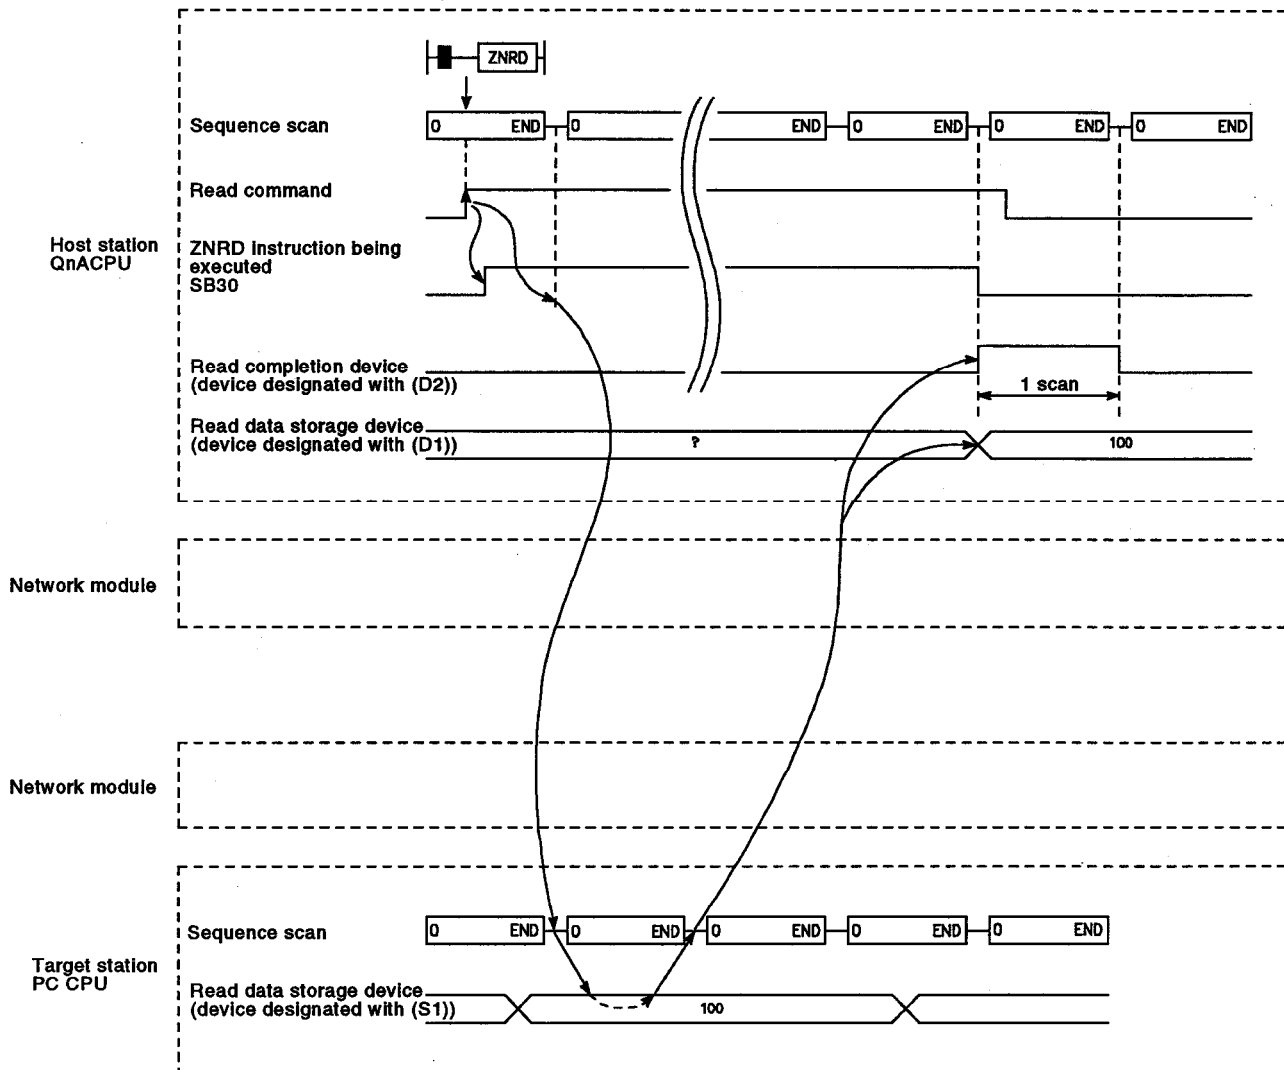 ZNRD
Sequence scan
0 END 0 END 0 END 0 END 0 END
Read command
Host station
QnACPU
ZNRD Instruction being
executed
SB30
Read completion device
(device designated with (D2))
1 scan
Read data storage device
(device designated with (D1))
?
100
Network module
Network module
Sequence scan
0 END 0 END 0 END 0 END 0 END
Target station
PC CPU
Read data storage device
(device designated with (S1))
100